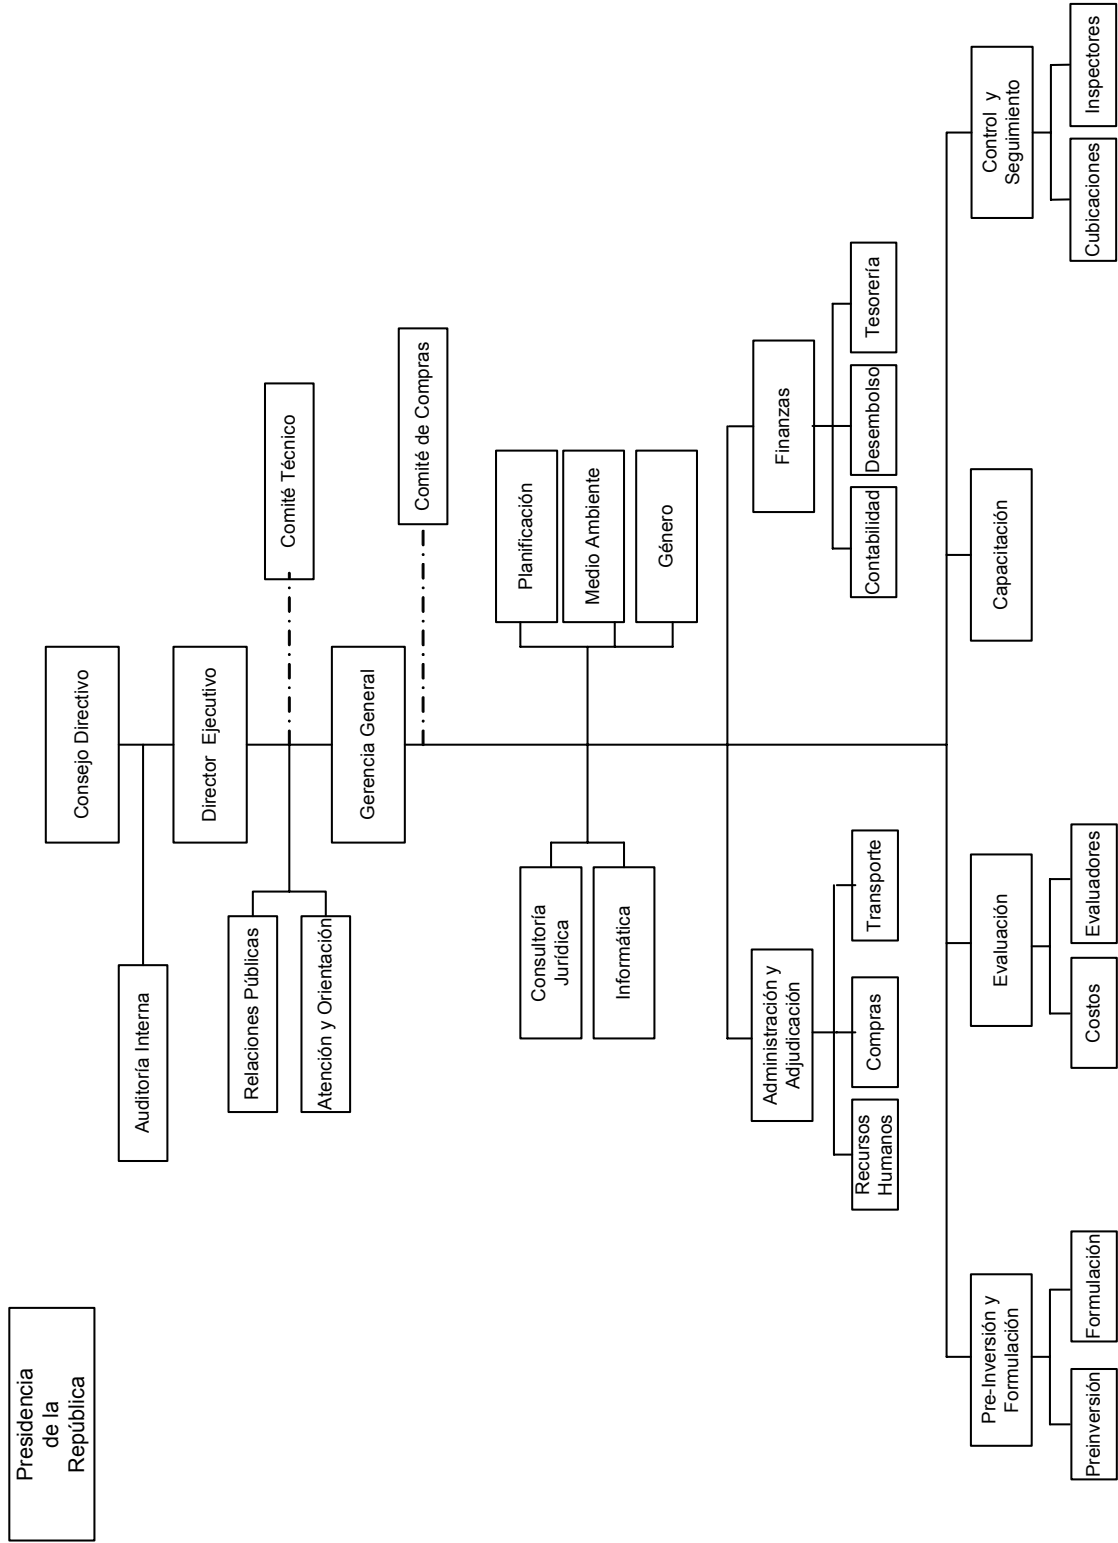 Presidencia
de la
República
Consejo Directivo
Auditoría Interna
Director Ejecutivo
Relaciones Públicas
Atención y Orientación
Comité Técnico
Gerencia General
Comité de Compras
Consultoría
Jurídica
Informática
Planificación
Medio Ambiente
Género
Administración y
Adjudicación
Recursos
Humanos
Compras
Transporte
Finanzas
Contabilidad
Desembolso
Tesorería
Pre-Inversión y
Formulación
Preinversión
Formulación
Evaluación
Costos
Evaluadores
Capacitación
Control y
Seguimiento
Cubicaciones
Inspectores